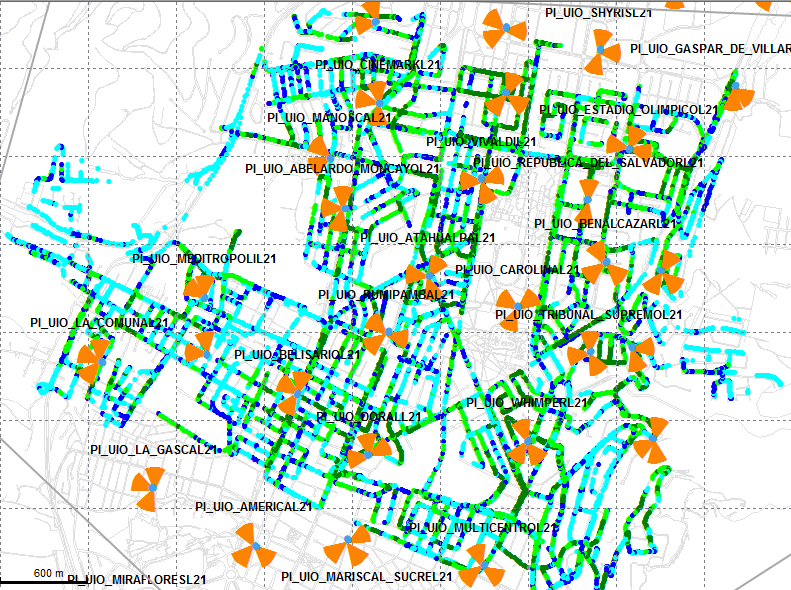 PI_UIO_SHYRISL21
PI_UIO_GASPAR_DE_VILLAR
PI_UIO_CINEMARKL21
PI_UIO_ESTADIO_OLIMPICOL21
PI_UIO_MANOSCAL21
PI_UIO_VIVALDIL21
PI_UIO_REPUBLICA_DEL_SALVADORL21
PI_UIO_ABELARDO_MONCAYOL21
PI_UIO_BENALCAZARL21
PI_UIO_ATAHUALPAL21
PI_UIO_MEDITROPOLIL21
PI_UIO_CAROLINAL21
PI_UIO_RUMIPAMBAL21
PI_UIO_TRIBUNAL_SUPREMOL21
PI_UIO_LA_COMUNAL21
PI_UIO_BELISARIOL21
PI_UIO_WHIMPERL21
PI_UIO_DORALL21
PI_UIO_LA_GASCAL21
PI_UIO_AMERICAL21
PI_UIO_MULTICENTROL21
600 m
PI_UIO_MIRAFLORESL21
PI_UIO_MARISCAL_SUCREL21